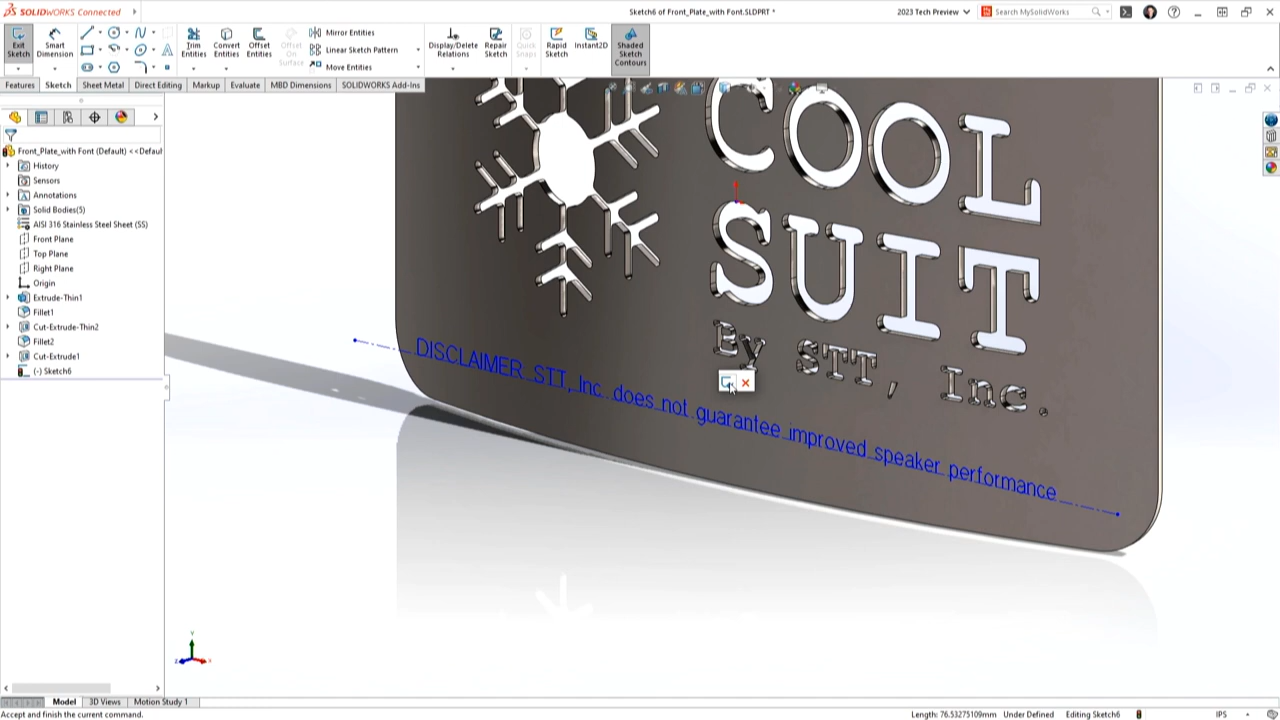 SOLIDWORKS Connected
Sketch6 of Front_Plate_with Font.SLDPRT *
2023 Tech Preview
Search MySolidWorks
Exit Sketch
Smart Dimension
Trim Entities
Convert Entities
Offset Entities
Offset On Surface
Mirror Entities
Linear Sketch Pattern
Move Entities
Display/Delete Relations
Repair Sketch
Quick Snaps
Rapid Sketch
Instant2D
Shaded Sketch Contours
Features Sketch Sheet Metal Direct Editing Markup Evaluate MBD Dimensions SOLIDWORKS Add-Ins
Front_Plate_with Font (Default) <<Defaul
History
Sensors
Annotations
Solid Bodies(5)
AISI 316 Stainless Steel Sheet (SS)
Front Plane
Top Plane
Right Plane
Origin
Extrude-Thin1
Fillet1
Cut-Extrude-Thin2
Fillet2
Cut-Extrude1
(-) Sketch6
COOL
SUIT
By STT, Inc.
DISCLAIMER STT, Inc. does not guarantee improved speaker performance
Y
Z
X
Model 3D Views Motion Study 1
Accept and finish the current command.
Length: 76.53275109mm Under Defined Editing Sketch6 IPS